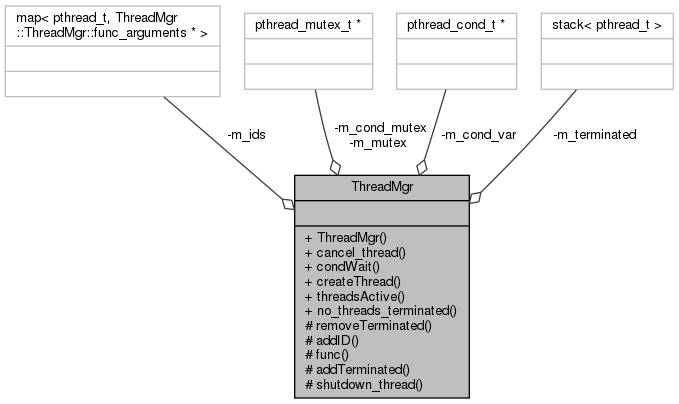 map< pthread_t, ThreadMgr
::ThreadMgr::func_arguments * >
pthread_mutex_t *
pthread_cond_t *
stack< pthread_t >
-m_ids
-m_cond_mutex
-m_mutex
-m_cond_var
-m_terminated
ThreadMgr
+ ThreadMgr()
+ cancel_thread()
+ condWait()
+ createThread()
+ threadsActive()
+ no_threads_terminated()
# removeTerminated()
# addID()
# func()
# addTerminated()
# shutdown_thread()